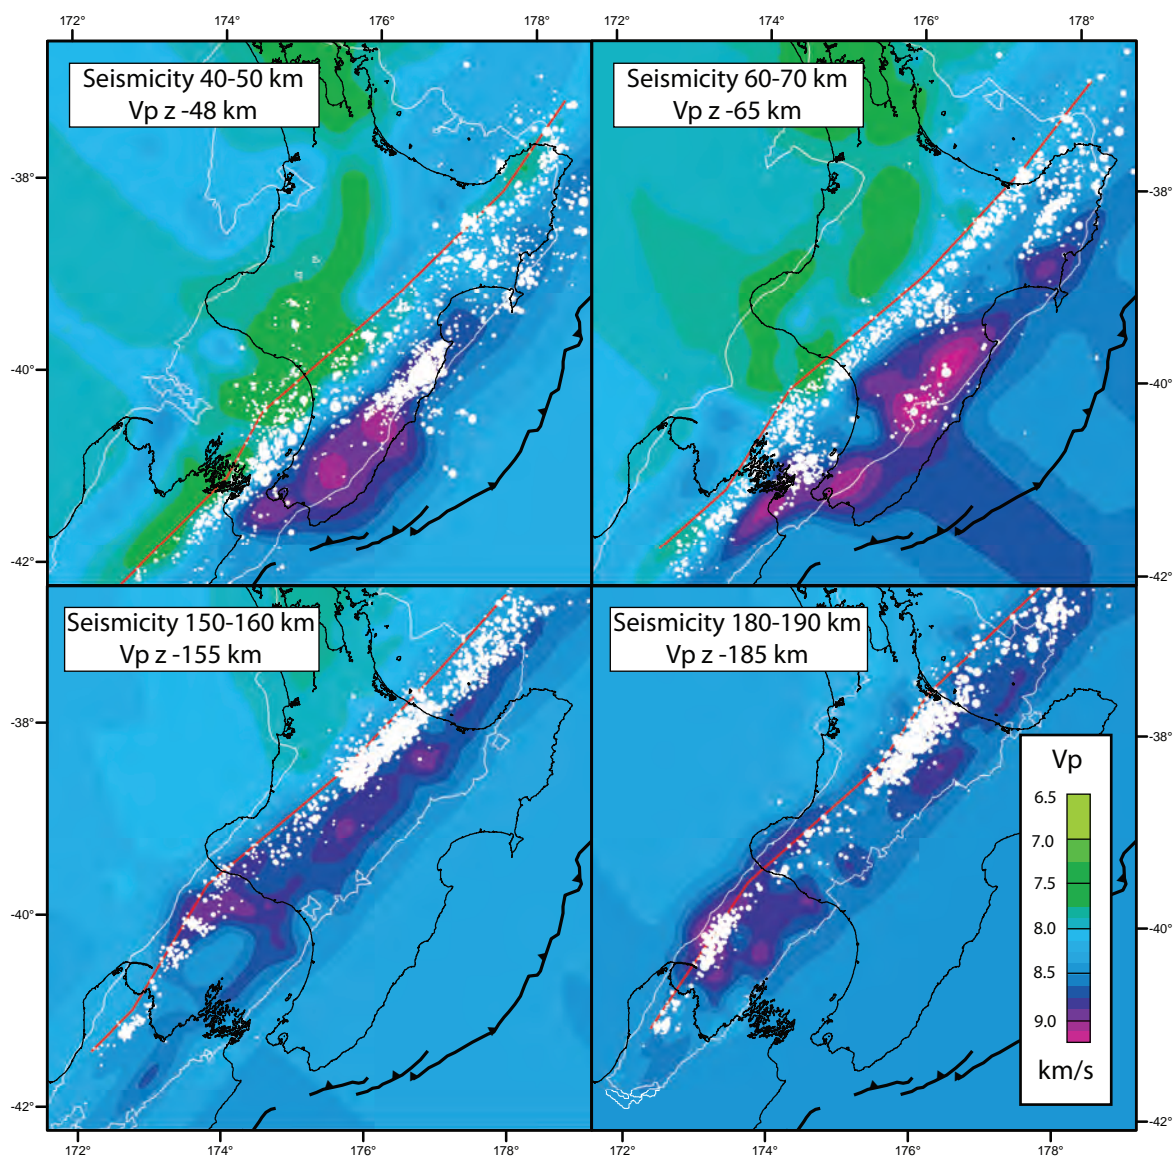 172° 174° 176° 178° 172° 174° 176° 178°
Seismicity 40-50 km
Vp z -48 km
Seismicity 60-70 km
Vp z -65 km
-38° -38°
-40° -40°
-42° -42°
Seismicity 150-160 km
Vp z -155 km
Seismicity 180-190 km
Vp z -185 km
-38° -38°
Vp
6.5
7.0
7.5
8.0
8.5
9.0
km/s
-40° -40°
-42° -42°
172° 174° 176° 178° 172° 174° 176° 178°